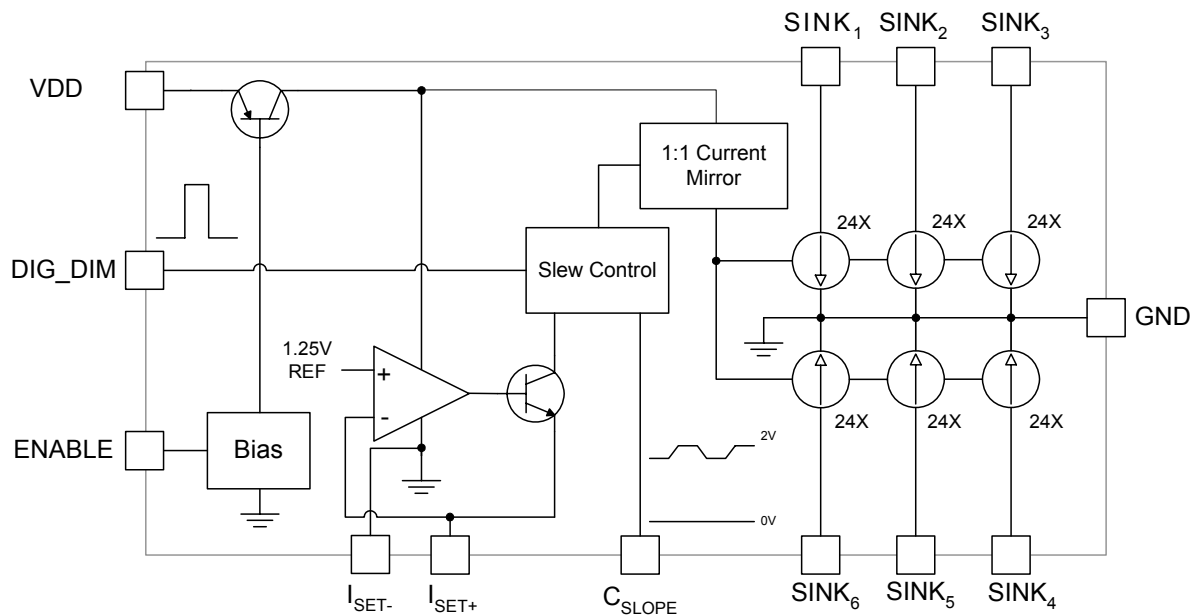 SINK1 SINK2 SINK3
VDD
1:1 Current
Mirror
24X 24X 24X
DIG_DIM
Slew Control
GND
1.25V
REF
+
-
24X 24X 24X
ENABLE
Bias
2V
0V
ISET- ISET+ CSLOPE SINK6 SINK5 SINK4